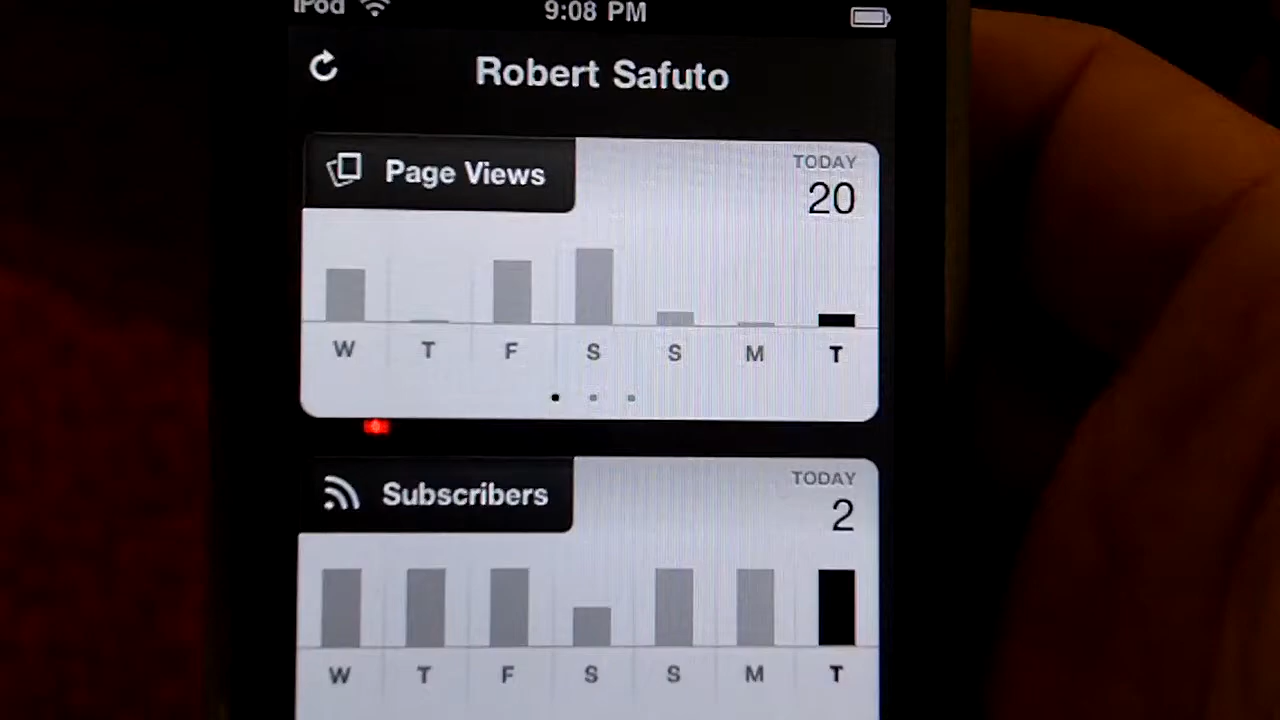 iPod 9:08 PM
Robert Safuto
Page Views
TODAY
20
W T F S S M T
Subscribers
TODAY
2
W T F S S M T